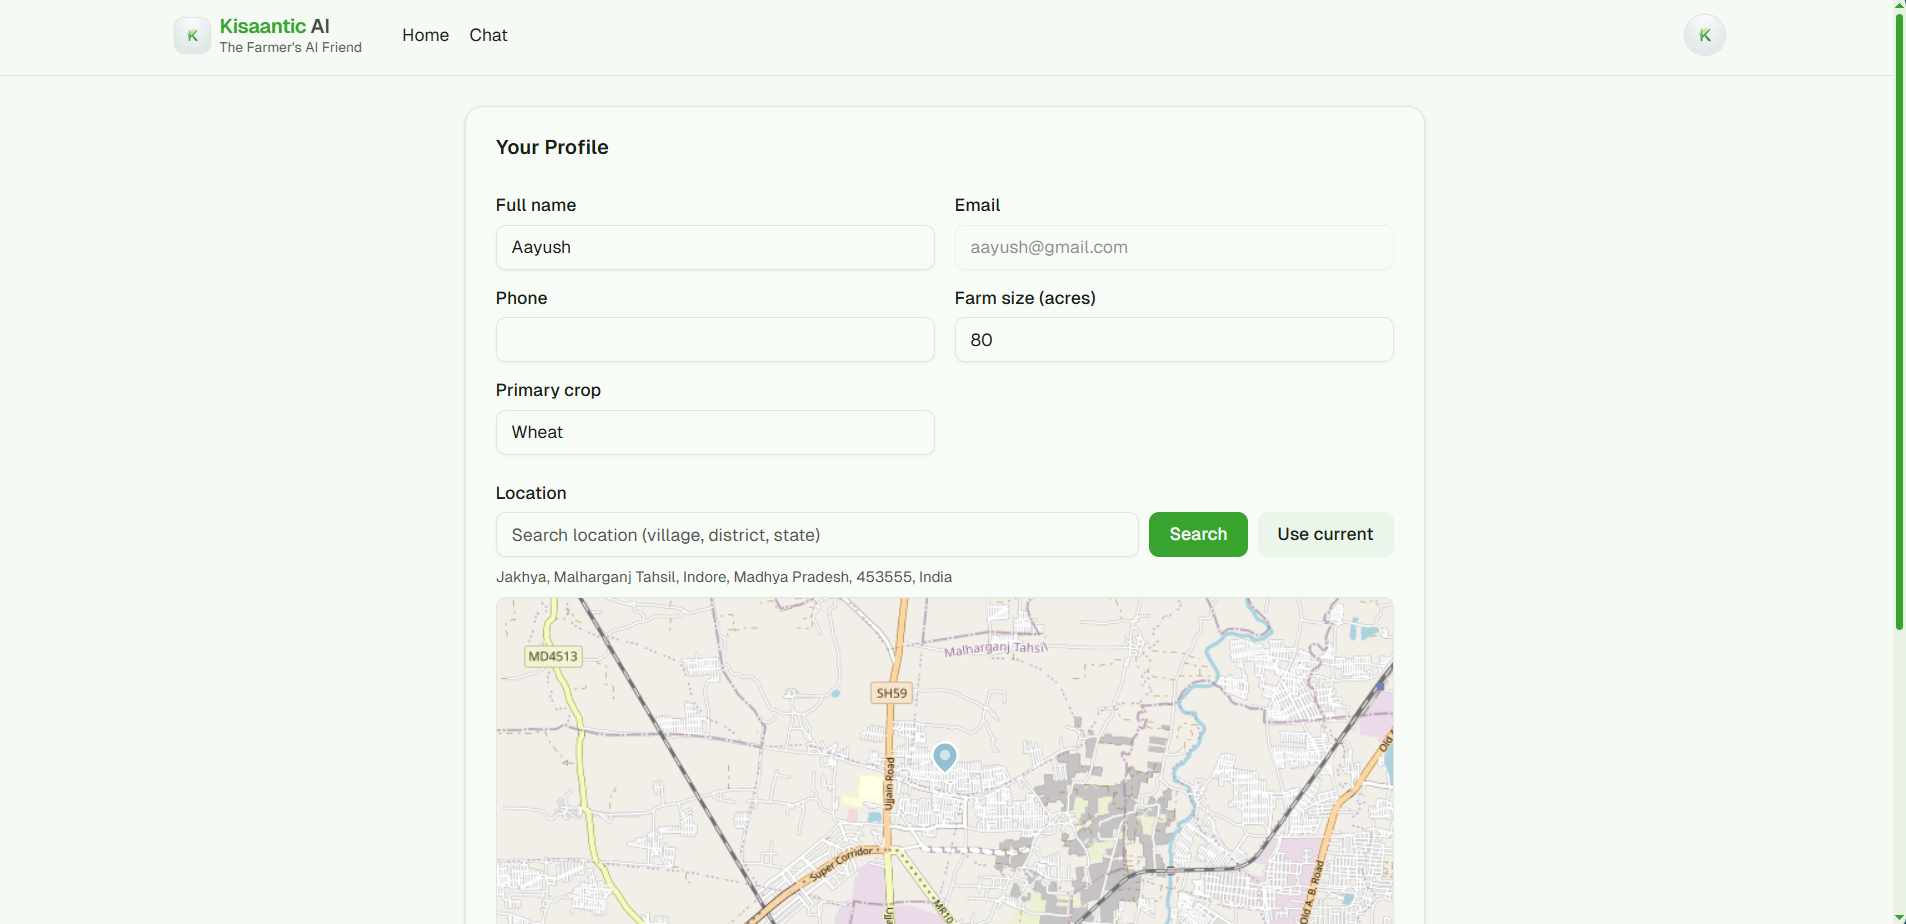 K
Kisaantic AI
The Farmer's AI Friend
Home
Chat
K
Your Profile
Full name
Email
Aayush
aayush@gmail.com
Phone
Farm size (acres)
80
Primary crop
Wheat
Location
Search location (village, district, state)
Search
Use current
Jakhya, Malharganj Tahsil, Indore, Madhya Pradesh, 453555, India
MD4513
Malharganj Tahsil
SH59
Ujjain Road
Super Corridor
MR10
Old A. B. Road